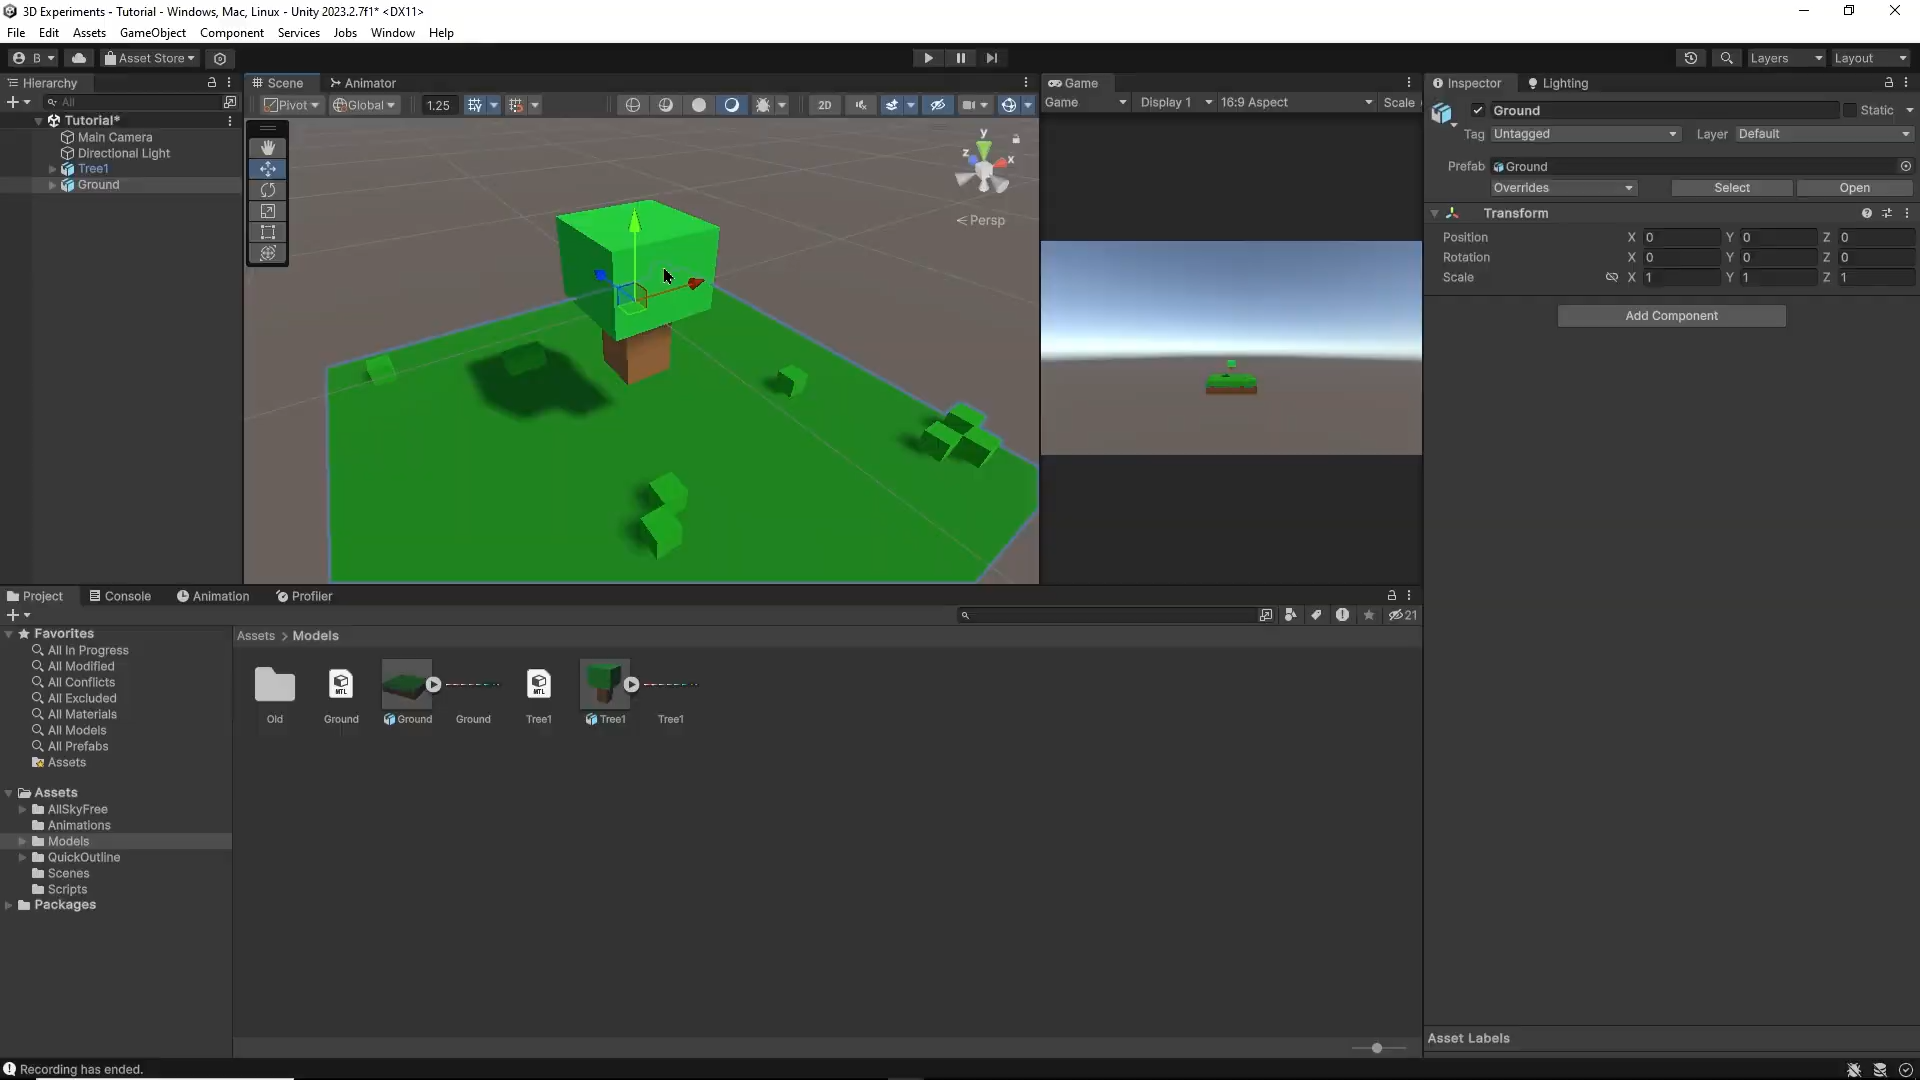 3D Experiments - Tutorial - Windows, Mac, Linux - Unity 2023.2.7f1* <DX11>
File Edit Assets GameObject Component Services Jobs Window Help
B Asset Store Layers Layout
Hierarchy
All
Tutorial*
Main Camera
Directional Light
Tree1
Ground
Scene Animator
Pivot Global 1.25 2D
y
z x
Persp
Game
Game Display 1 16:9 Aspect Scale
Inspector Lighting
Ground Static
Tag Untagged Layer Default
Prefab Ground
Overrides Select Open
Transform
Position X 0 Y 0 Z 0
Rotation X 0 Y 0 Z 0
Scale X 1 Y 1 Z 1
Add Component
Project Console Animation Profiler
21
Favorites
All In Progress
All Modified
All Conflicts
All Excluded
All Materials
All Models
All Prefabs
Assets
Assets
AllSkyFree
Animations
Models
QuickOutline
Scenes
Scripts
Packages
Assets > Models
MTL MTL
Old Ground Ground Ground Tree1 Tree1 Tree1
Asset Labels
Recording has ended.